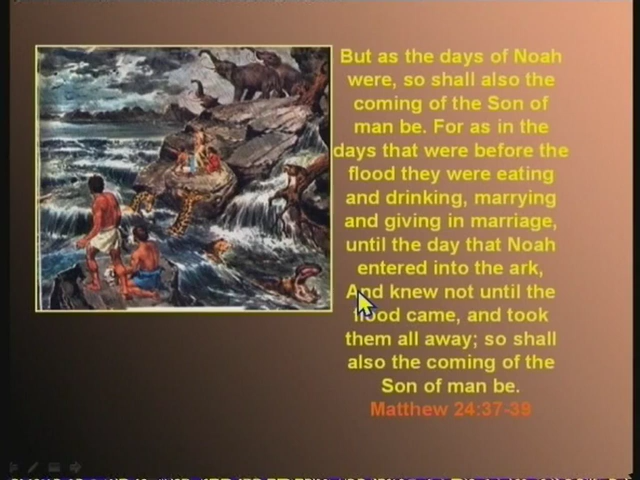 But as the days of Noah
were, so shall also the
coming of the Son of
man be. For as in the
days that were before the
flood they were eating
and drinking, marrying
and giving in marriage,
until the day that Noah
entered into the ark,
And knew not until the
flood came, and took
them all away; so shall
also the coming of the
Son of man be.
Matthew 24:37-39